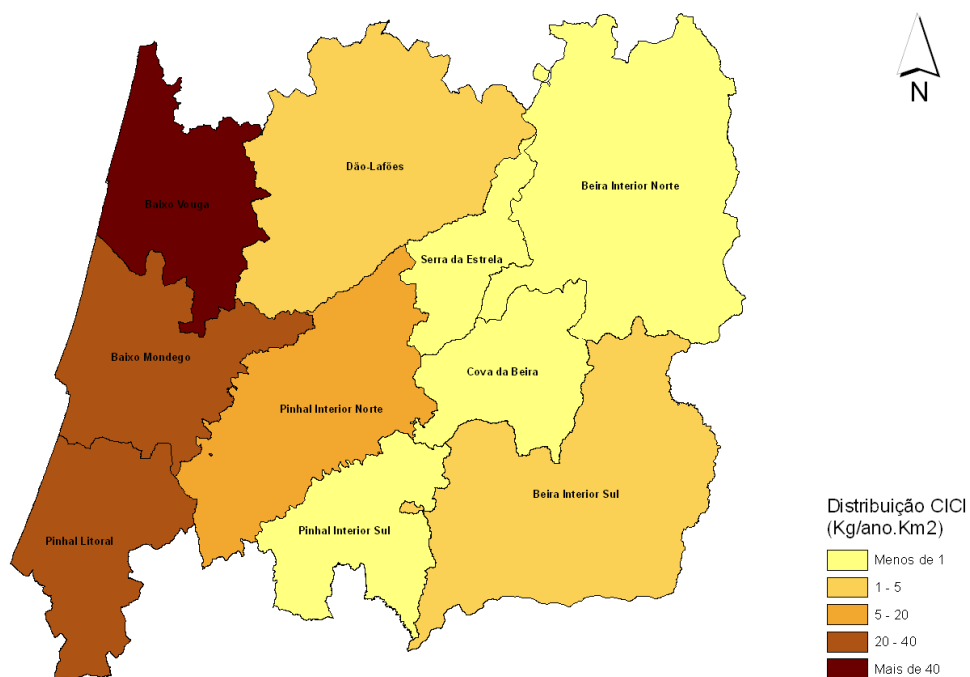 N
Dão-Lafões
Beira Interior Norte
Baixo Vouga
Serra da Estrela
Baixo Mondego
Cova da Beira
Pinhal Interior Norte
Beira Interior Sul
Pinhal Interior Sul
Pinhal Litoral
Distribuição CICI
(Kg/ano.Km2)
Menos de 1
1 - 5
5 - 20
20 - 40
Mais de 40